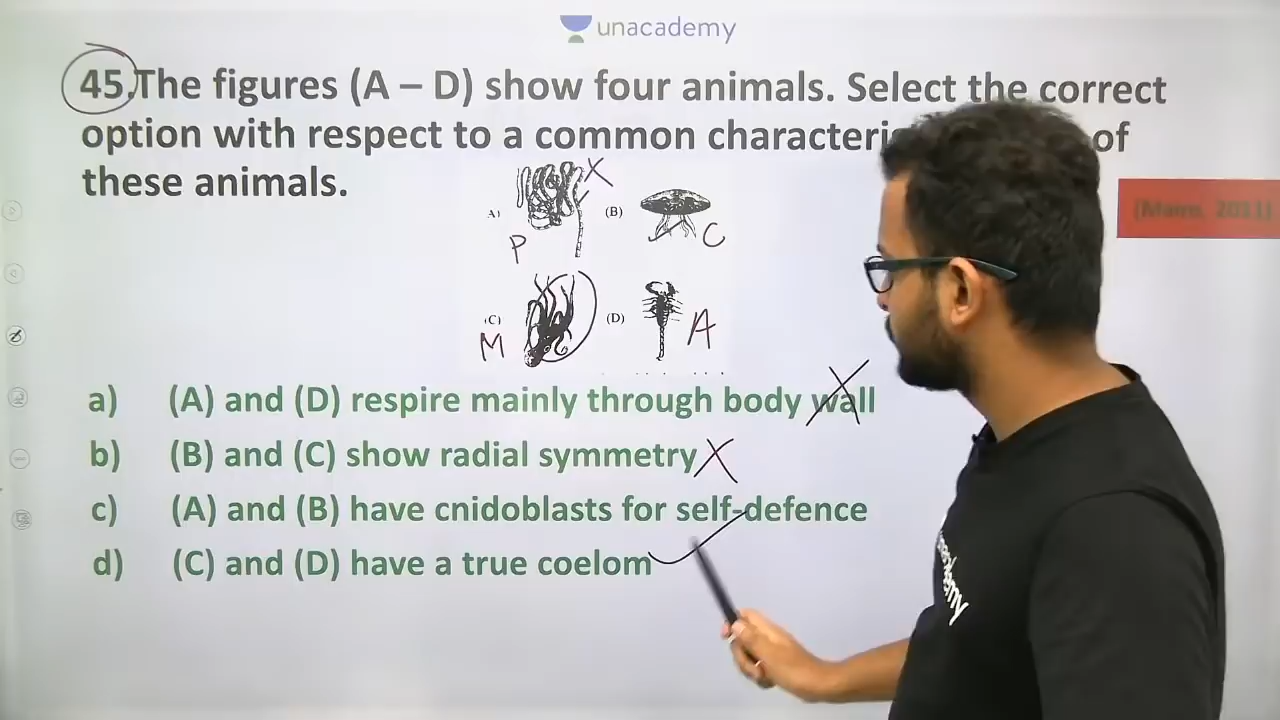 unacademy
45.The figures (A – D) show four animals. Select the correct
option with respect to a common of
these animals.
A) (B)
P C
(C) (D)
M A
a) (A) and (D) respire mainly through body wall
b) (B) and (C) show radial symmetry
c) (A) and (B) have cnidoblasts for self-defence
d) (C) and (D) have a true coelom